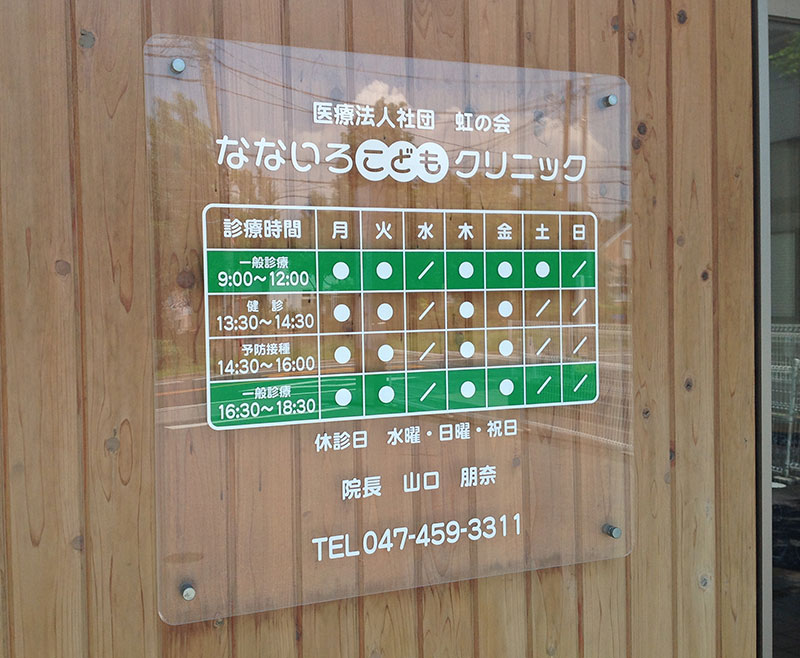 医療法人社団 虹の会
なないろこどもクリニック
診療時間 月 火 水 木 金 土 日
一般診療
9:00～12:00 ● ● ／ ● ● ● ／
健診
13:30～14:30 ● ● ／ ● ● ／ ／
予防接種
14:30～16:00 ● ● ／ ● ● ／ ／
一般診療
16:30～18:30 ● ● ／ ● ● ／ ／
休診日 水曜・日曜・祝日
院長 山口 朋奈
TEL 047-459-3311